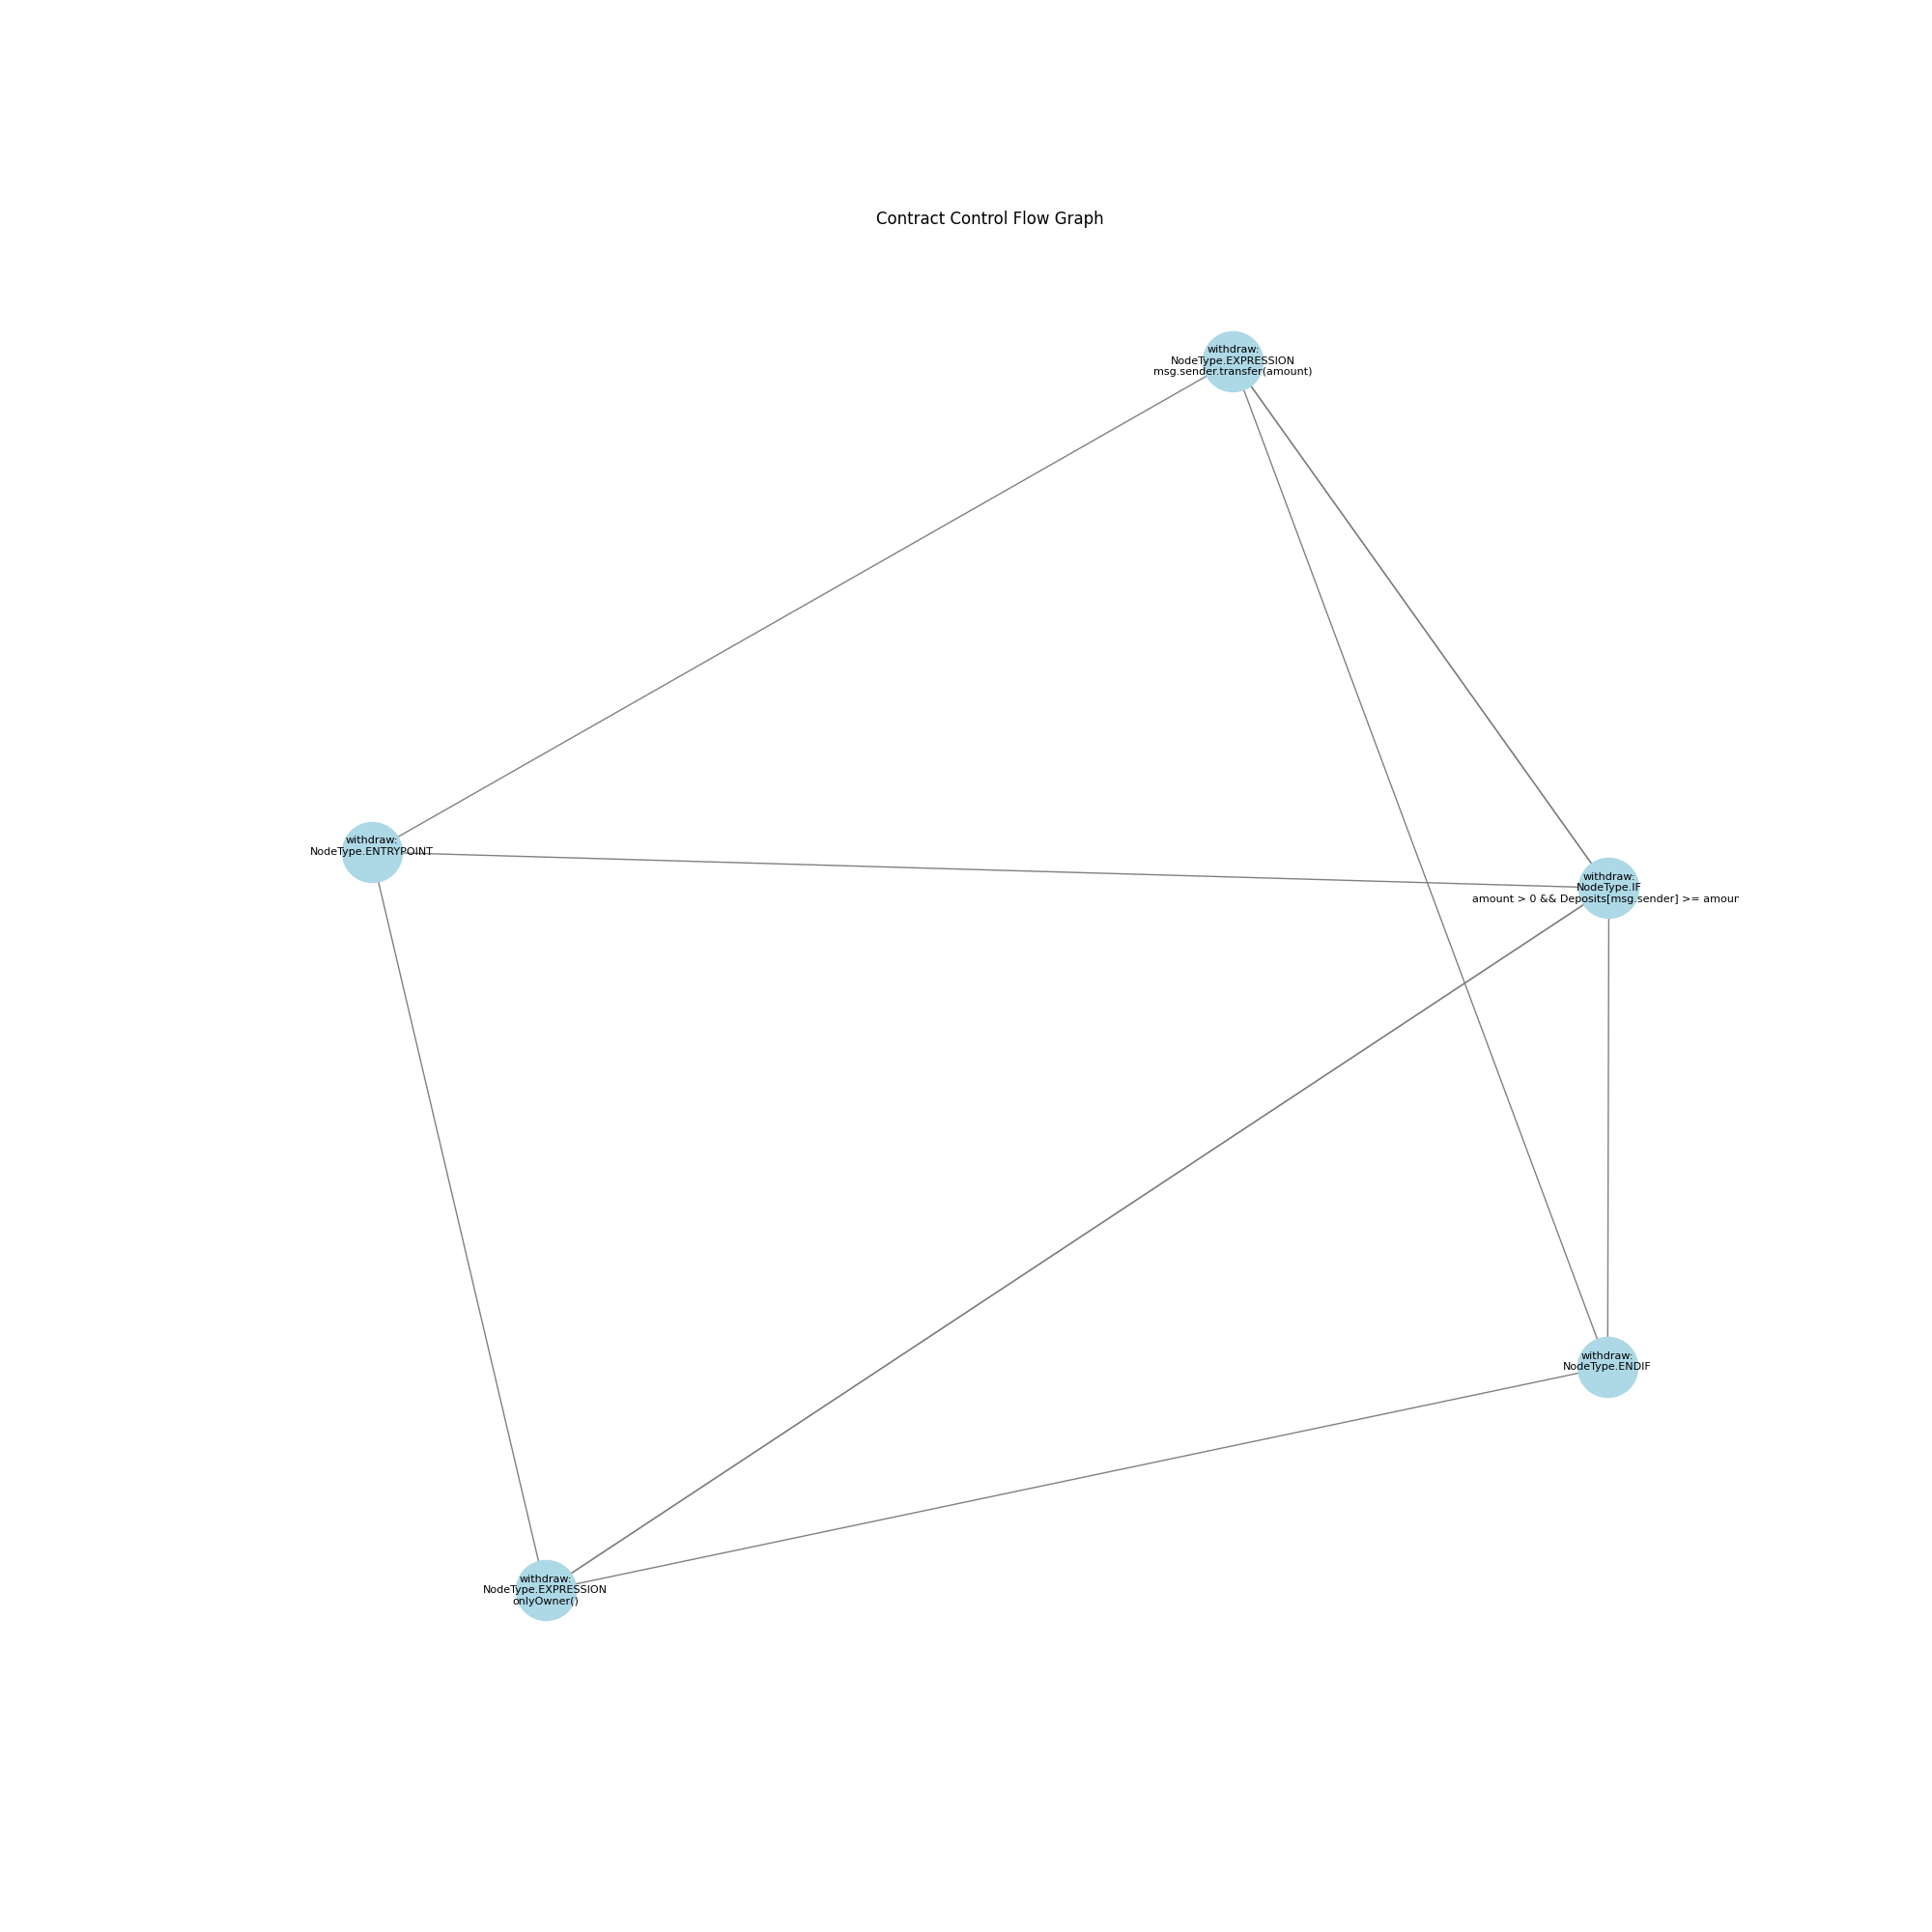 Contract Control Flow Graph
withdraw:
NodeType.EXPRESSION
msg.sender.transfer(amount)
withdraw:
NodeType.ENTRYPOINT
withdraw:
NodeType.IF
amount > 0 && Deposits[msg.sender] >=
withdraw:
NodeType.ENDIF
withdraw:
NodeType.EXPRESSION
onlyOwner()